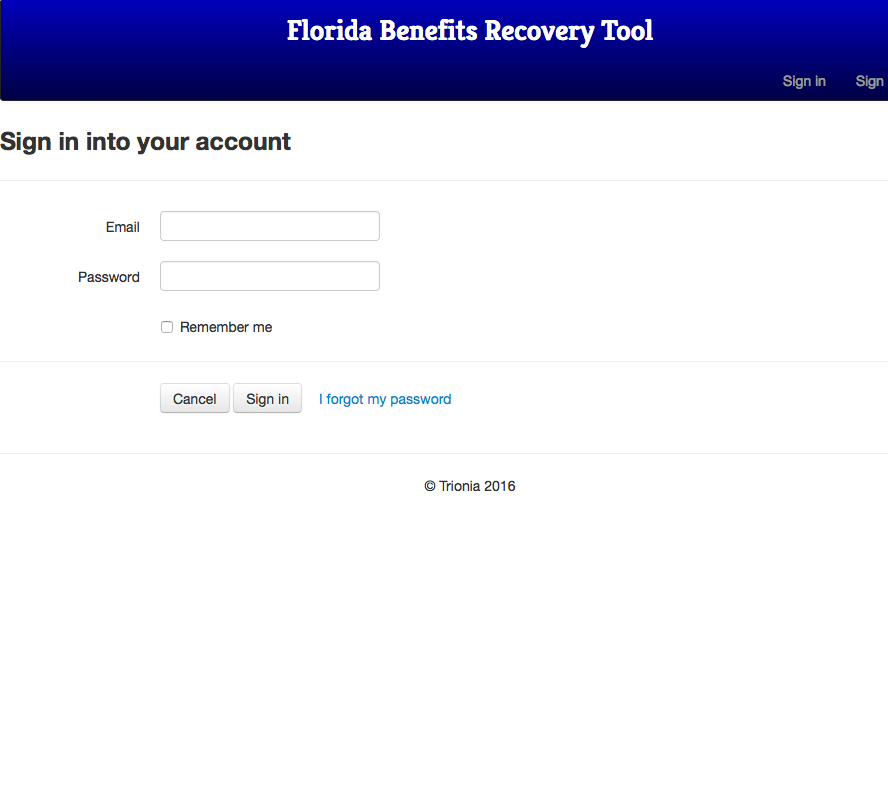 Florida Benefits Recovery Tool
Sign in
Sign
Sign in into your account
Email
Password
Remember me
Cancel
Sign in
I forgot my password
© Trionia 2016